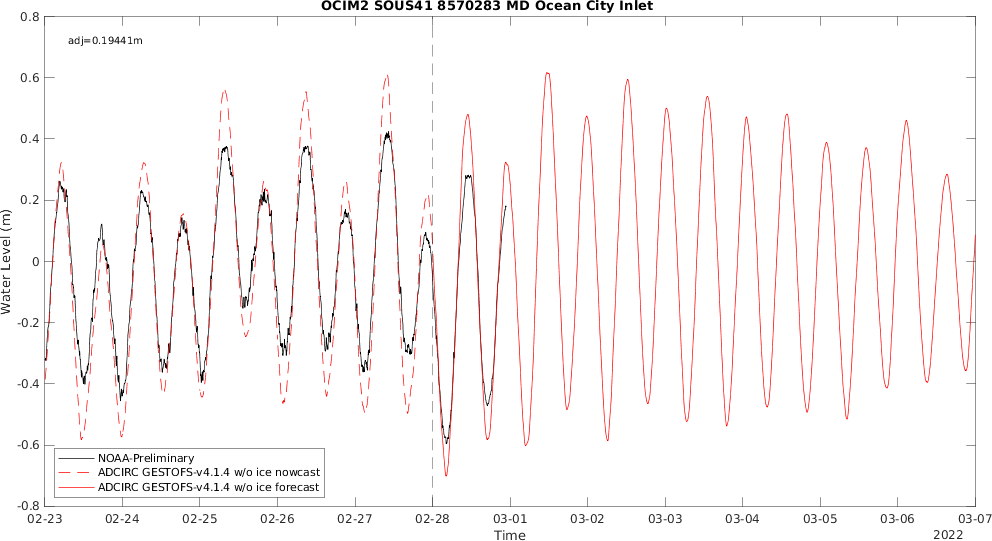 OCIM2 SOUS41 8570283 MD Ocean City Inlet
0.8
adj=0.19441m
0.6
0.4
0.2
0
-0.2
-0.4
-0.6
-0.8
Water Level (m)
NOAA-Preliminary
ADCIRC GESTOFS-v4.1.4 w/o ice nowcast
ADCIRC GESTOFS-v4.1.4 w/o ice forecast
02-23 02-24 02-25 02-26 02-27 02-28 03-01 03-02 03-03 03-04 03-05 03-06 03-07
Time
2022